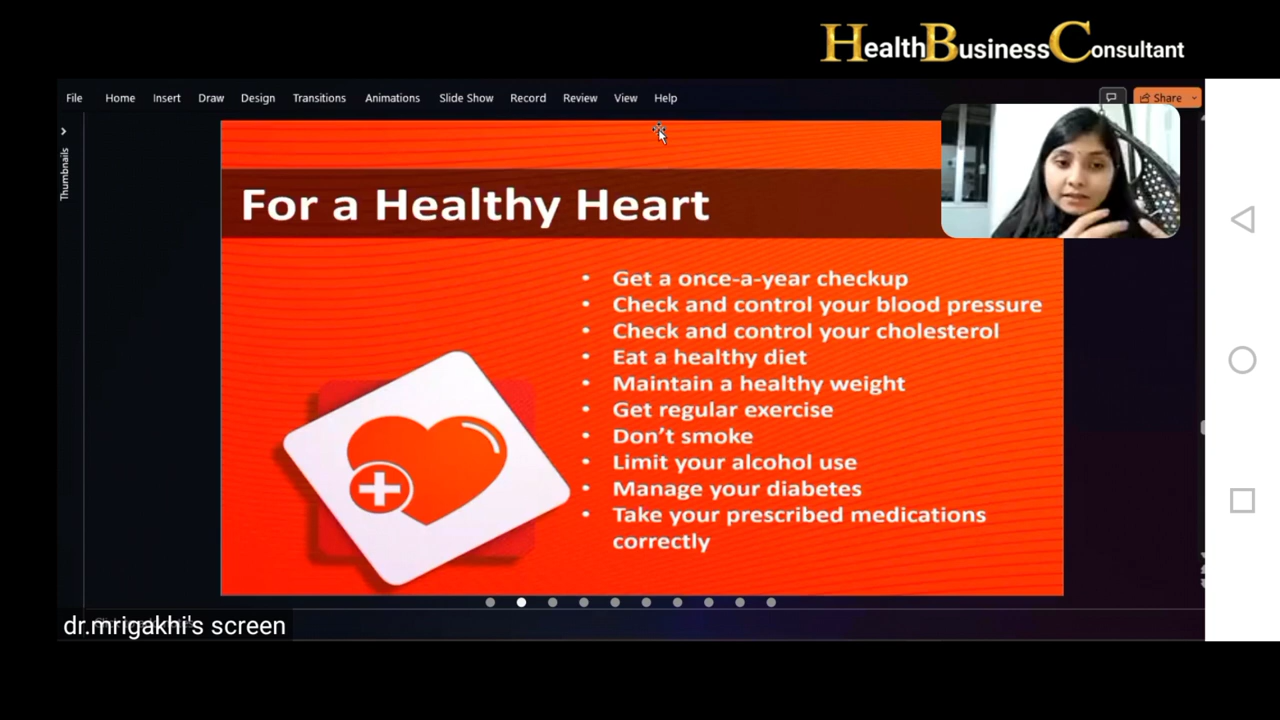 HealthBusinessConsultant
File Home Insert Draw Design Transitions Animations Slide Show Record Review View Help
Share
Thumbnails
For a Healthy Heart
• Get a once-a-year checkup
• Check and control your blood pressure
• Check and control your cholesterol
• Eat a healthy diet
• Maintain a healthy weight
• Get regular exercise
• Don’t smoke
• Limit your alcohol use
• Manage your diabetes
• Take your prescribed medications
correctly
dr.mrigakhi's screen